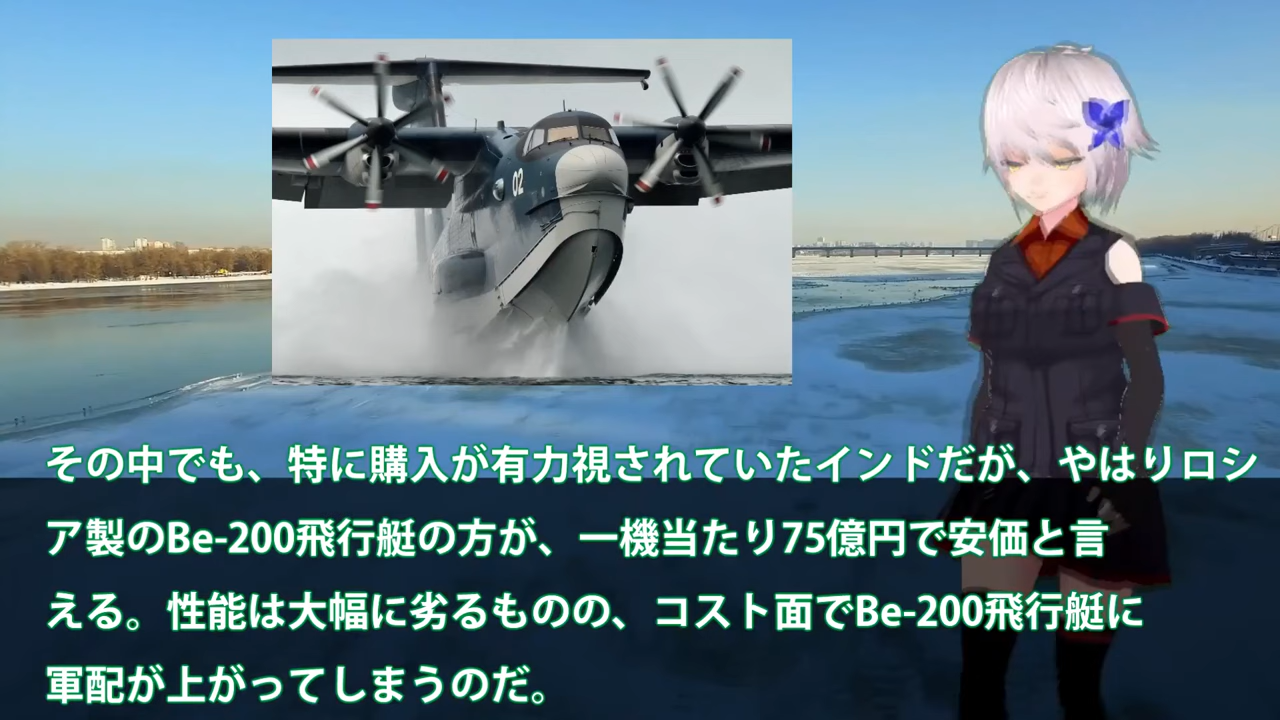 02
その中でも、特に購入が有力視されていたインドだが、やはりロシ
ア製のBe-200飛行艇の方が、一機当たり75億円で安価と言
える。性能は大幅に劣るものの、コスト面でBe-200飛行艇に
軍配が上がってしまうのだ。